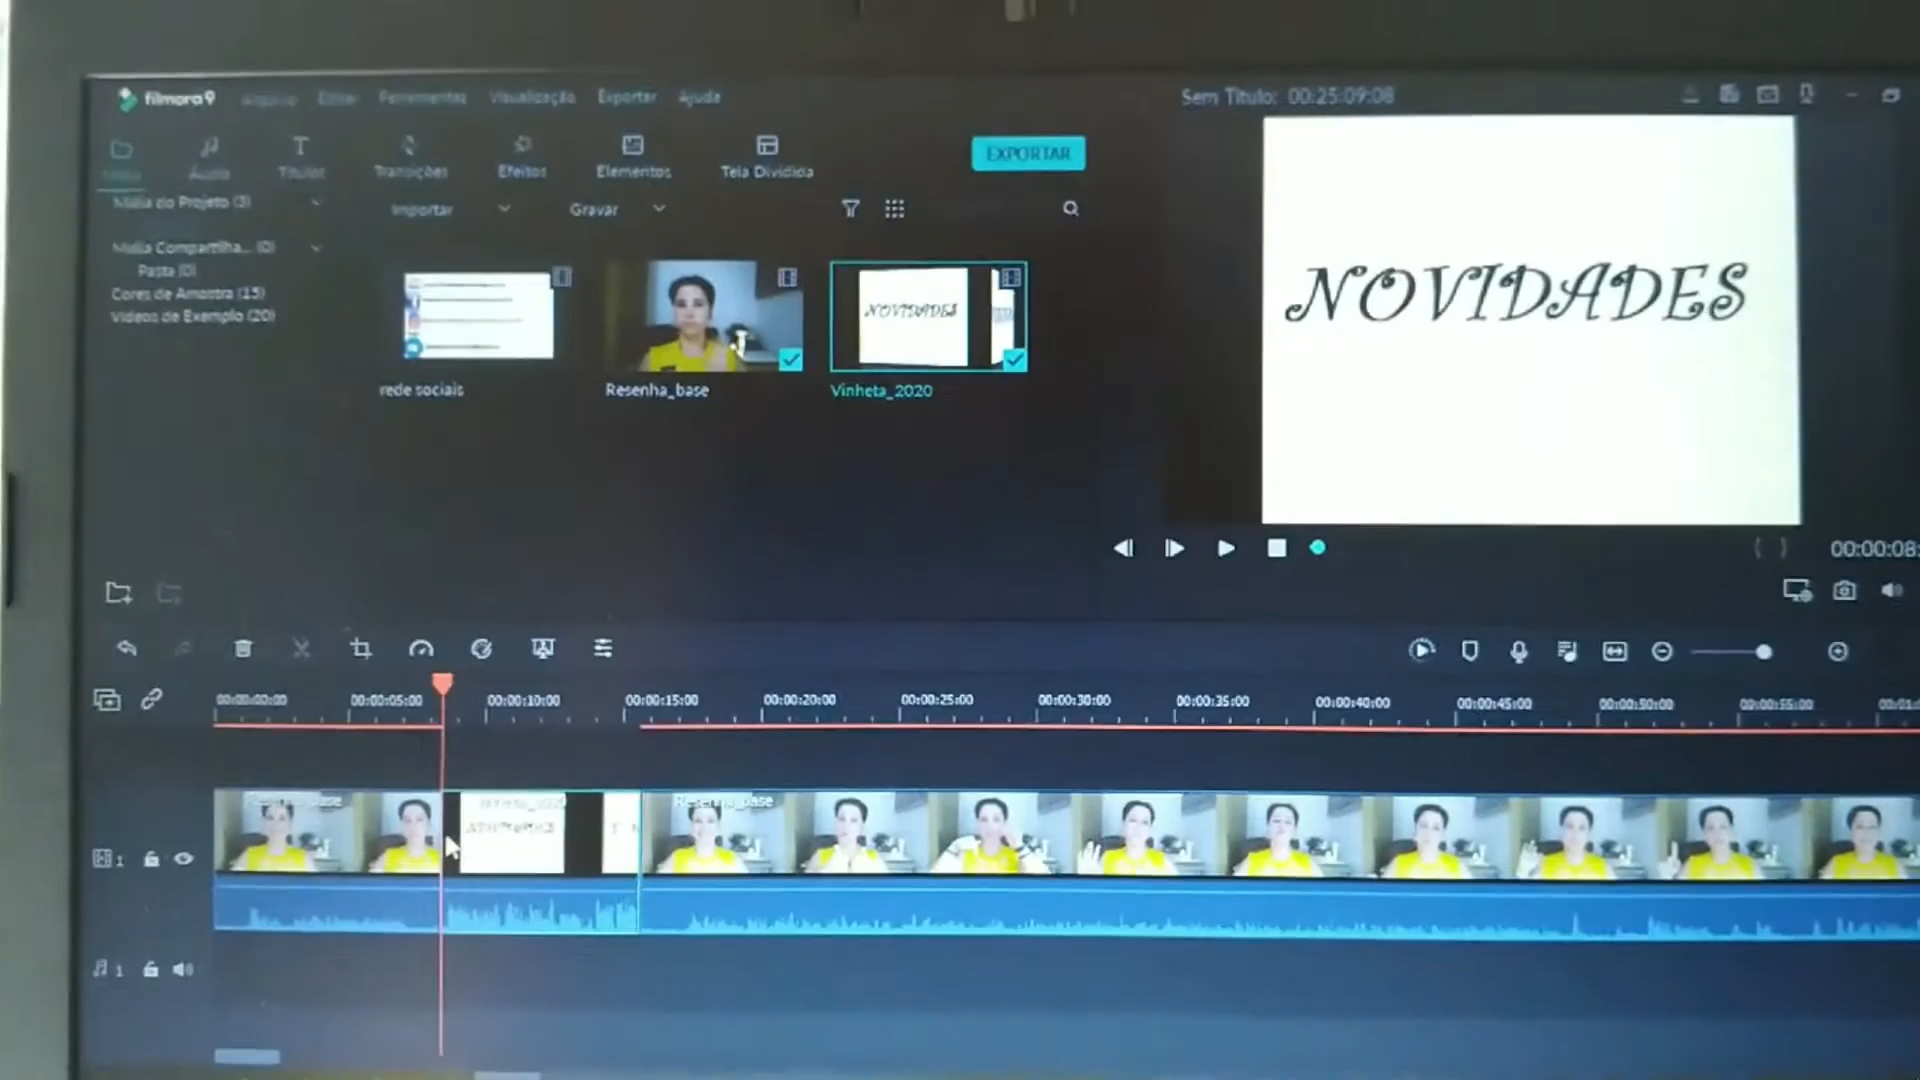 filmora9 Arquivo Editar Ferramentas Visualização Exportar Ajuda
Sem Título: 00:25:09:08
Áudio Títulos Transições Efeitos Elementos Tela Dividida
EXPORTAR
Mídia do Projeto (3)
Importar Gravar
Mídia Compartilha... (0)
Pasta (0)
Cores de Amostra (15)
Vídeos de Exemplo (20)
NOVIDADES
NOVIDADES
rede sociais
Resenha_base
Vinheta_2020
00:00:08:
00:00:00:00 00:00:05:00 00:00:10:00 00:00:15:00 00:00:20:00 00:00:25:00 00:00:30:00 00:00:35:00 00:00:40:00 00:00:45:00 00:00:50:00 00:00:55:00
Resenha_base Vinheta_2020 Resenha_base
1
1